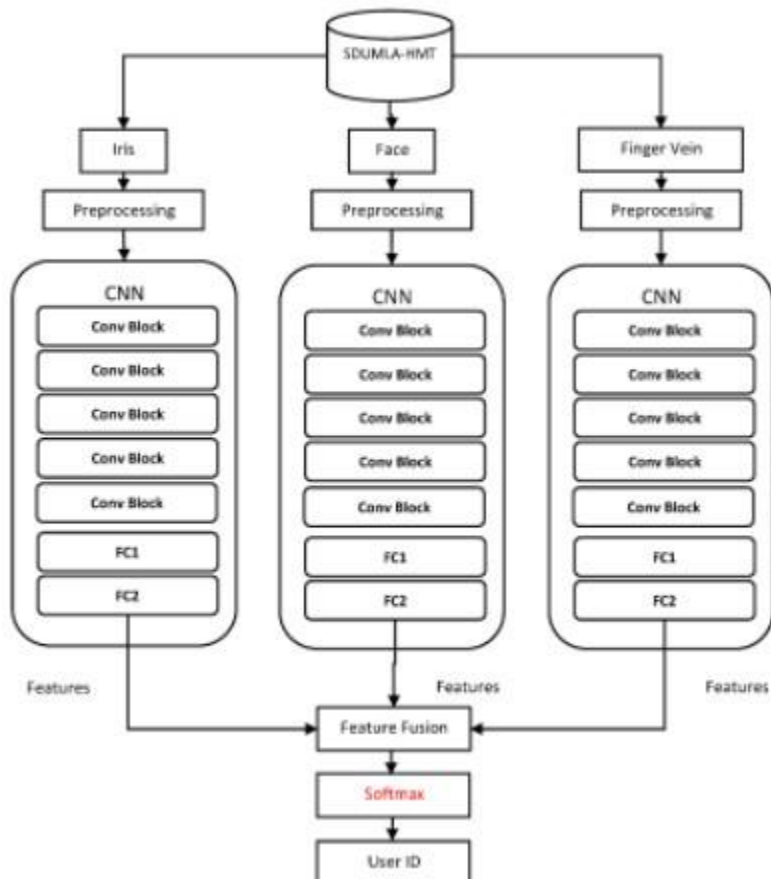 SDUMLA-HMT
Iris
Face
Finger Vein
Preprocessing
Preprocessing
Preprocessing
CNN
Conv Block
Conv Block
Conv Block
Conv Block
Conv Block
FC1
FC2
CNN
Conv Block
Conv Block
Conv Block
Conv Block
Conv Block
FC1
FC2
CNN
Conv Block
Conv Block
Conv Block
Conv Block
Conv Block
FC1
FC2
Features
Features
Features
Feature Fusion
Softmax
User ID